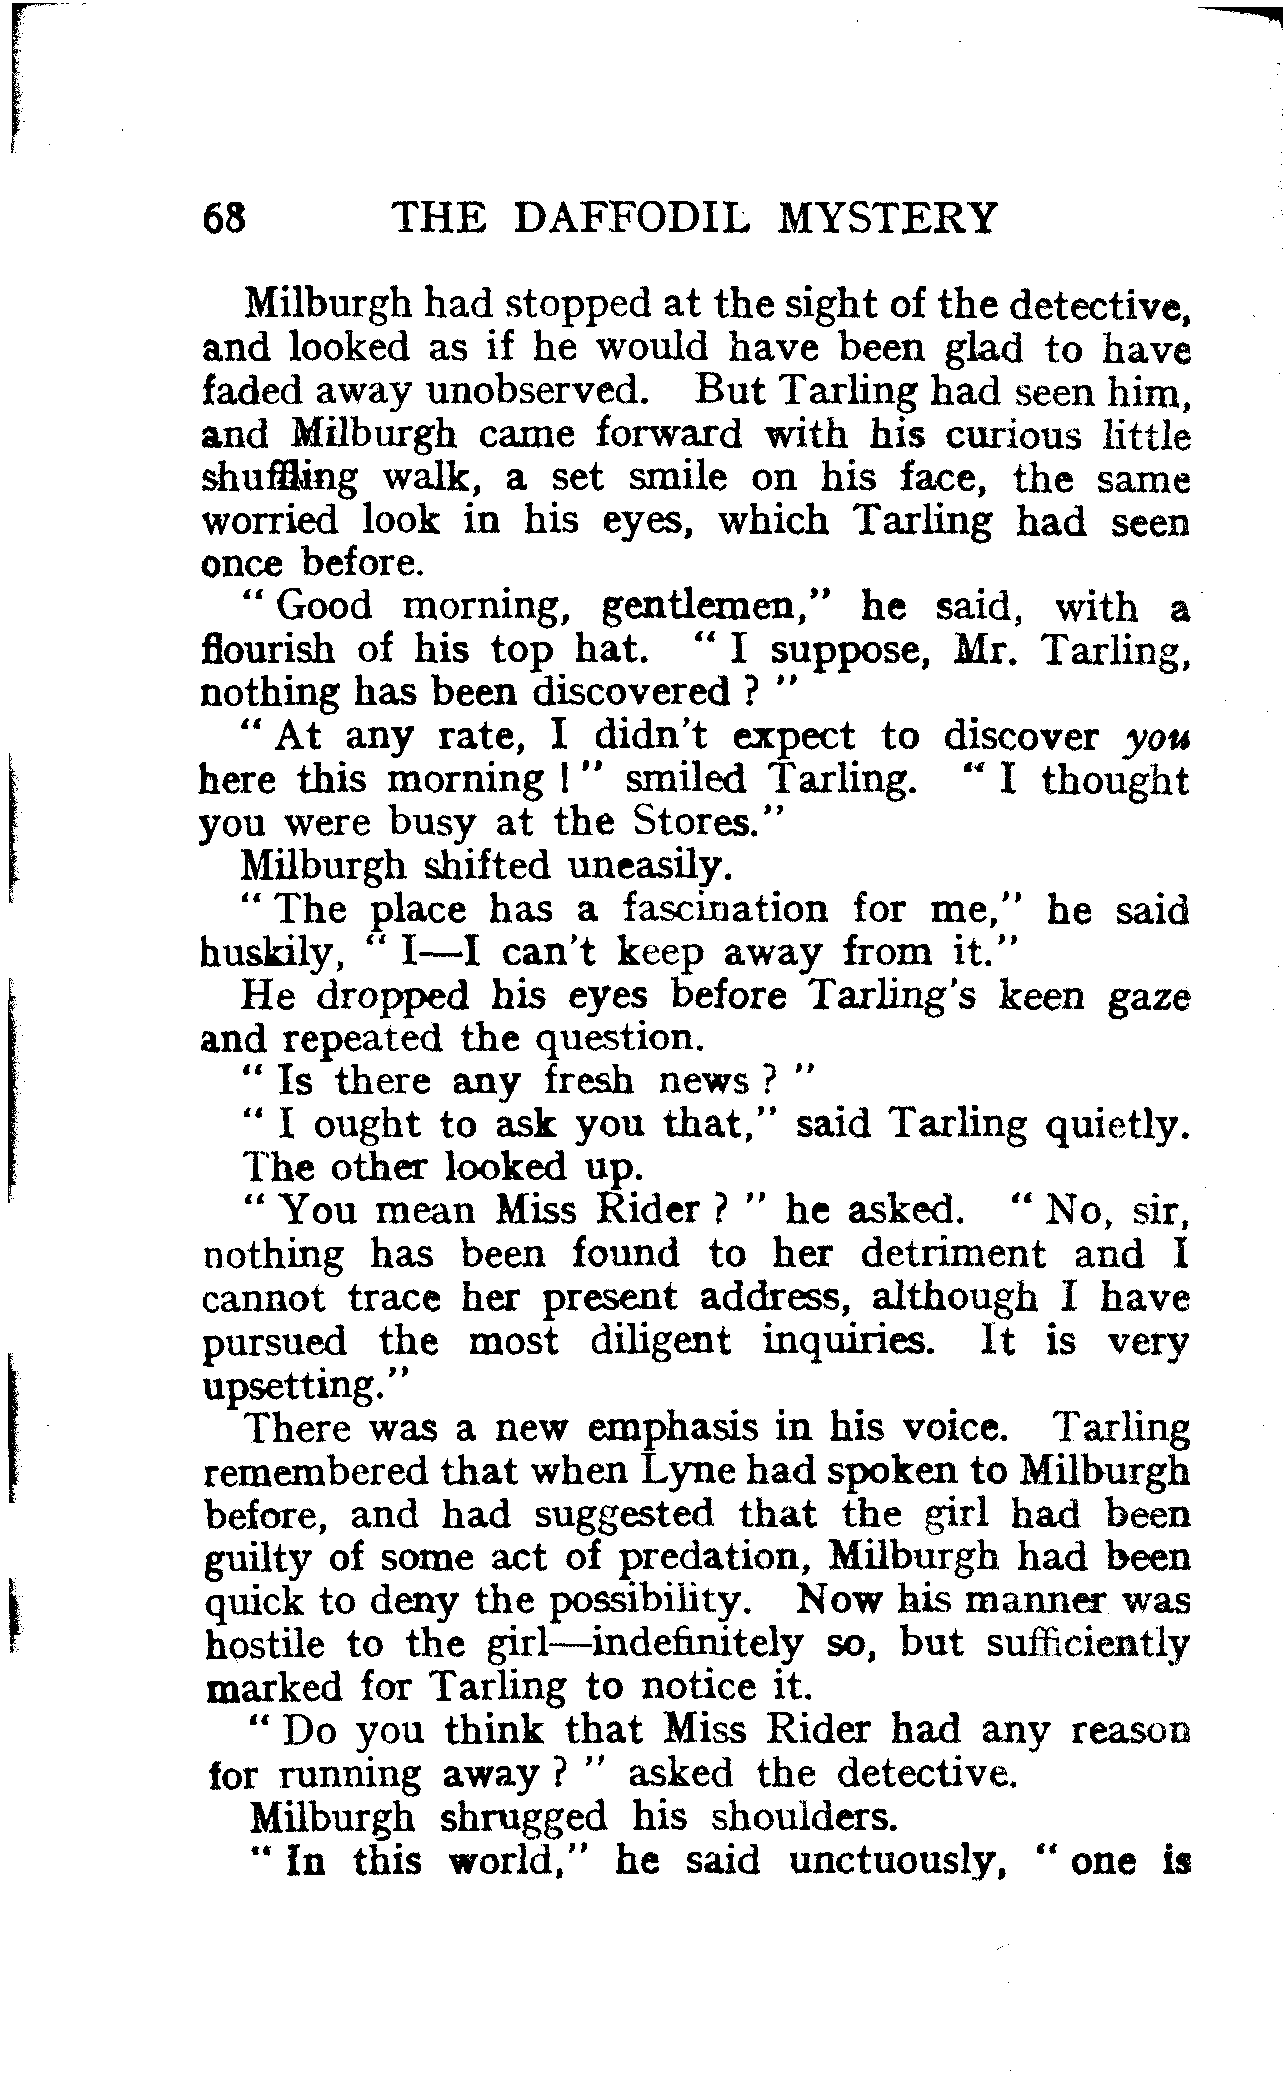 68 THE DAFFODIL MYSTERY
Milburgh had stopped at the sight of the detective,
and looked as if he would have been glad to have
faded away unobserved. But Tarling had seen him,
and Milburgh came forward with his curious little
shuffling walk, a set smile on his face, the same
worried look in his eyes, which Tarling had seen
once before.
" Good morning, gentlemen," he said, with a
flourish of his top hat. " I suppose, Mr. Tarling,
nothing has been discovered ? "
" At any rate, I didn't expect to discover you
here this morning ! " smiled Tarling. " I thought
you were busy at the Stores."
Milburgh shifted uneasily.
" The place has a fascination for me," he said
huskily, " I—I can't keep away from it."
He dropped his eyes before Tarling's keen gaze
and repeated the question.
" Is there any fresh news ? "
" I ought to ask you that," said Tarling quietly.
The other looked up.
" You mean Miss Rider ? " he asked. " No, sir,
nothing has been found to her detriment and I
cannot trace her present address, although I have
pursued the most diligent inquiries. It is very
upsetting."
There was a new emphasis in his voice. Tarling
remembered that when Lyne had spoken to Milburgh
before, and had suggested that the girl had been
guilty of some act of predation, Milburgh had been
quick to deny the possibility. Now his manner was
hostile to the girl—indefinitely so, but sufficiently
marked for Tarling to notice it.
" Do you think that Miss Rider had any reason
for running away ? " asked the detective.
Milburgh shrugged his shoulders.
" In this world," he said unctuously, " one is